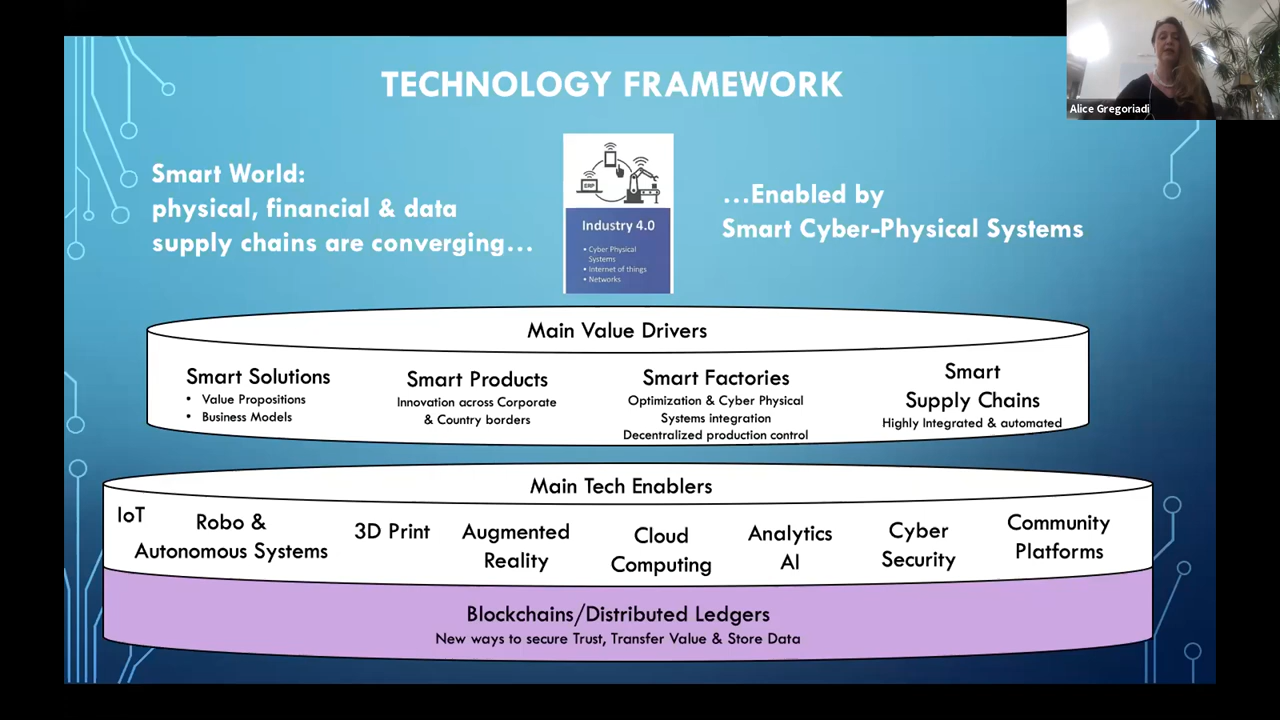 TECHNOLOGY FRAMEWORK
Alice Gregoriadi
Smart World:
physical, financial & data
supply chains are converging...
ERP
Industry 4.0
• Cyber Physical
Systems
• Internet of things
• Networks
...Enabled by
Smart Cyber-Physical Systems
Main Value Drivers
Smart Solutions
• Value Propositions
• Business Models
Smart Products
Innovation across Corporate
& Country borders
Smart Factories
Optimization & Cyber Physical
Systems integration
Decentralized production control
Smart
Supply Chains
Highly Integrated & automated
Main Tech Enablers
IoT
Robo &
Autonomous Systems
3D Print
Augmented
Reality
Cloud
Computing
Analytics
AI
Cyber
Security
Community
Platforms
Blockchains/Distributed Ledgers
New ways to secure Trust, Transfer Value & Store Data